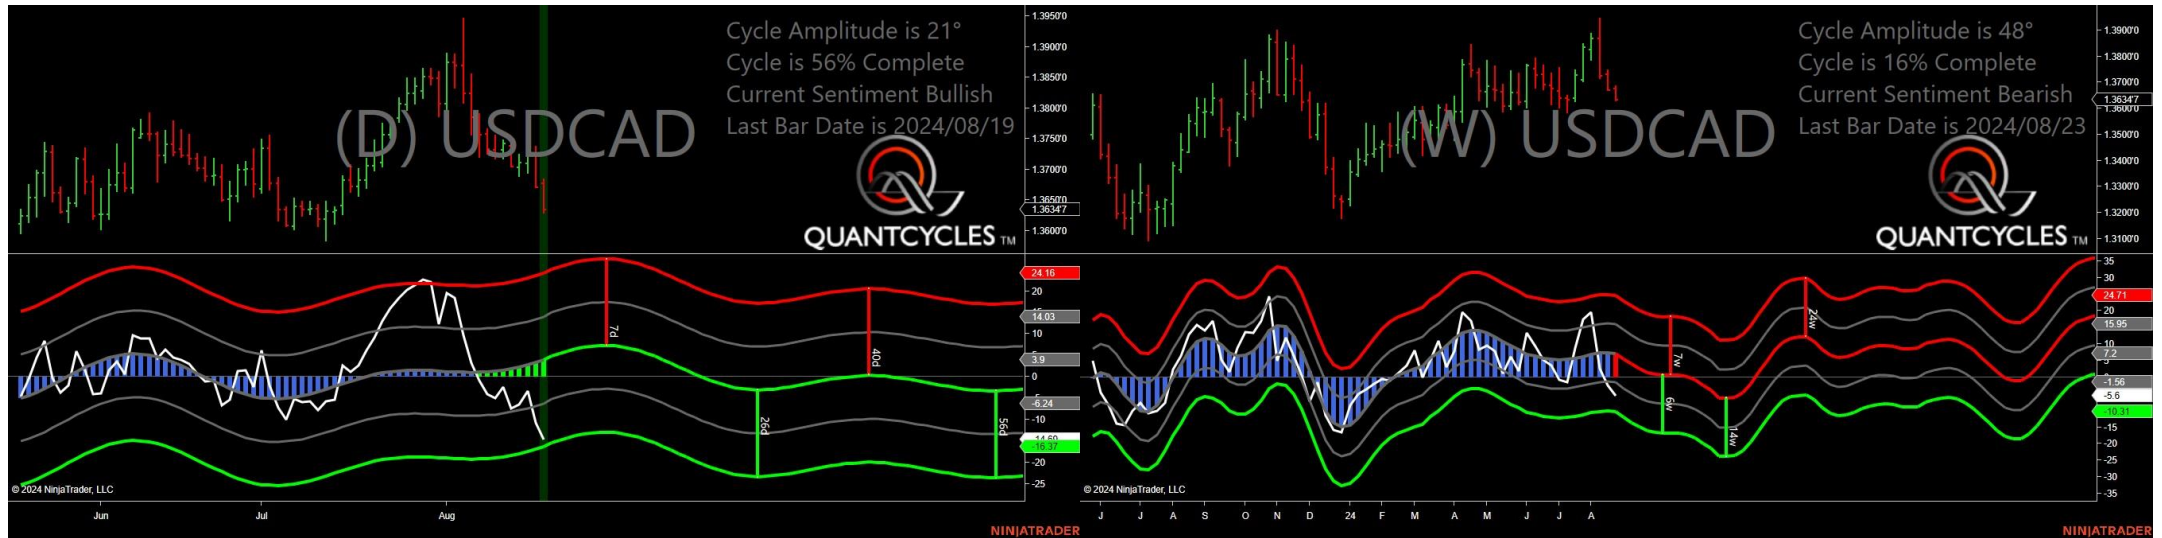 Cycle Amplitude is 21°
Cycle is 56% Complete
Current Sentiment Bullish
Last Bar Date is 2024/08/19
(D) USDCAD
QUANTCYCLES TM
1.3950'0
1.3900'0
1.3850'0
1.3800'0
1.3750'0
1.3700'0
1.3650'0
1.3634'7
1.3600'0
24.16
20
14.03
10
3.9
0
-6.24
-10
-16.37
-20
-25
7d
40d
26d
56d
© 2024 NinjaTrader, LLC
Jun
Jul
Aug
NINJATRADER
Cycle Amplitude is 48°
Cycle is 16% Complete
Current Sentiment Bearish
Last Bar Date is 2024/08/23
(W) USDCAD
QUANTCYCLES TM
1.3900'0
1.3800'0
1.3700'0
1.3634'7
1.3600'0
1.3500'0
1.3400'0
1.3300'0
1.3200'0
1.3100'0
35
30
24.71
20
15.95
10
7.2
-1.56
-5.6
-10.31
-15
-20
-25
-30
-35
7w
24w
6w
14w
© 2024 NinjaTrader, LLC
J J A S O N D 24 F M A M J J A
NINJATRADER